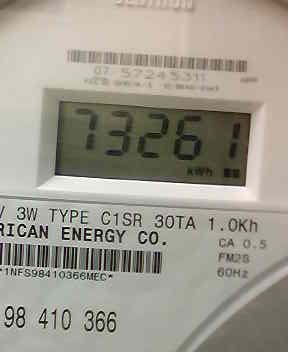 07 57245311
73261
kWh
V 3W TYPE C1SR 30TA 1.0Kh
RICAN ENERGY CO.
CA 0.5
FM2S
60Hz
*1NFS98410366MEC*
98 410 366